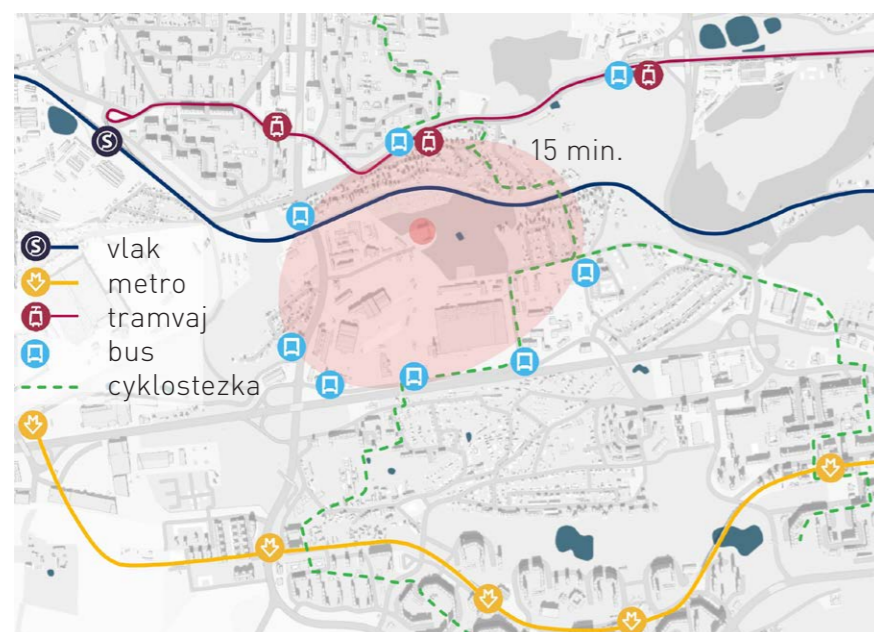 15 min.
vlak
metro
tramvaj
bus
cyklostezka